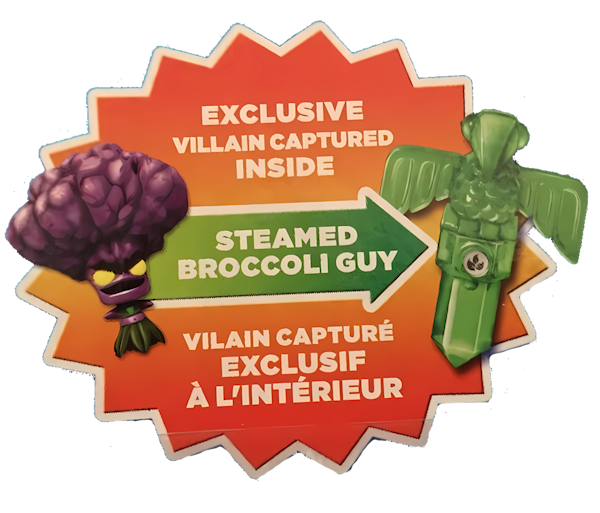 EXCLUSIVE
VILLAIN CAPTURED
INSIDE
STEAMED
BROCCOLI GUY
VILAIN CAPTURÉ
EXCLUSIF
À L'INTÉRIEUR